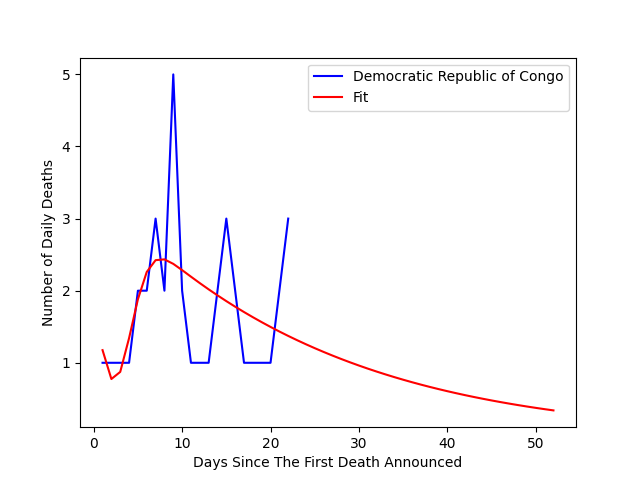 Democratic Republic of Congo
Fit
5
4
3
2
1
Number of Daily Deaths
0 10 20 30 40 50
Days Since The First Death Announced